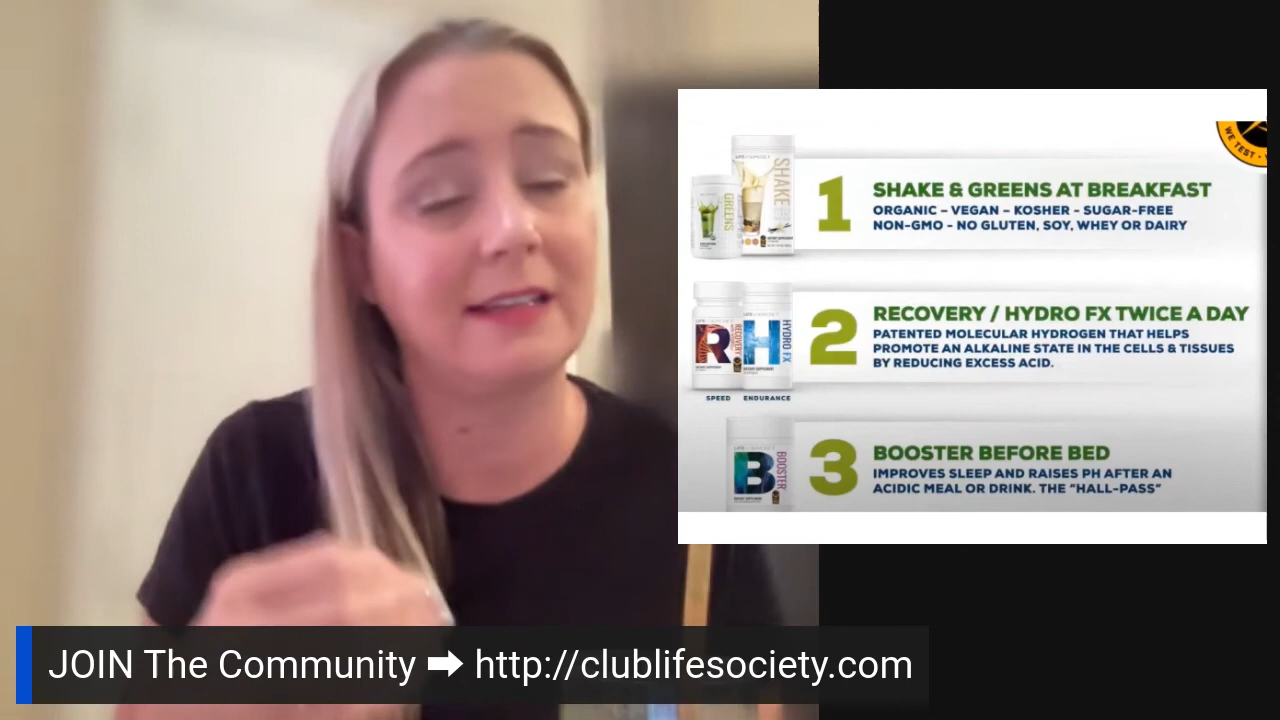 WE TEST
SHAKE
GREENS
1
SHAKE & GREENS AT BREAKFAST
ORGANIC – VEGAN – KOSHER - SUGAR-FREE
NON-GMO - NO GLUTEN, SOY, WHEY OR DAIRY
R
RECOVERY
H
HYDRO FX
SPEED
ENDURANCE
2
RECOVERY / HYDRO FX TWICE A DAY
PATENTED MOLECULAR HYDROGEN THAT HELPS
PROMOTE AN ALKALINE STATE IN THE CELLS & TISSUES
BY REDUCING EXCESS ACID.
B
BOOSTER
3
BOOSTER BEFORE BED
IMPROVES SLEEP AND RAISES PH AFTER AN
ACIDIC MEAL OR DRINK. THE “HALL-PASS”
JOIN The Community ➡ http://clublifesociety.com